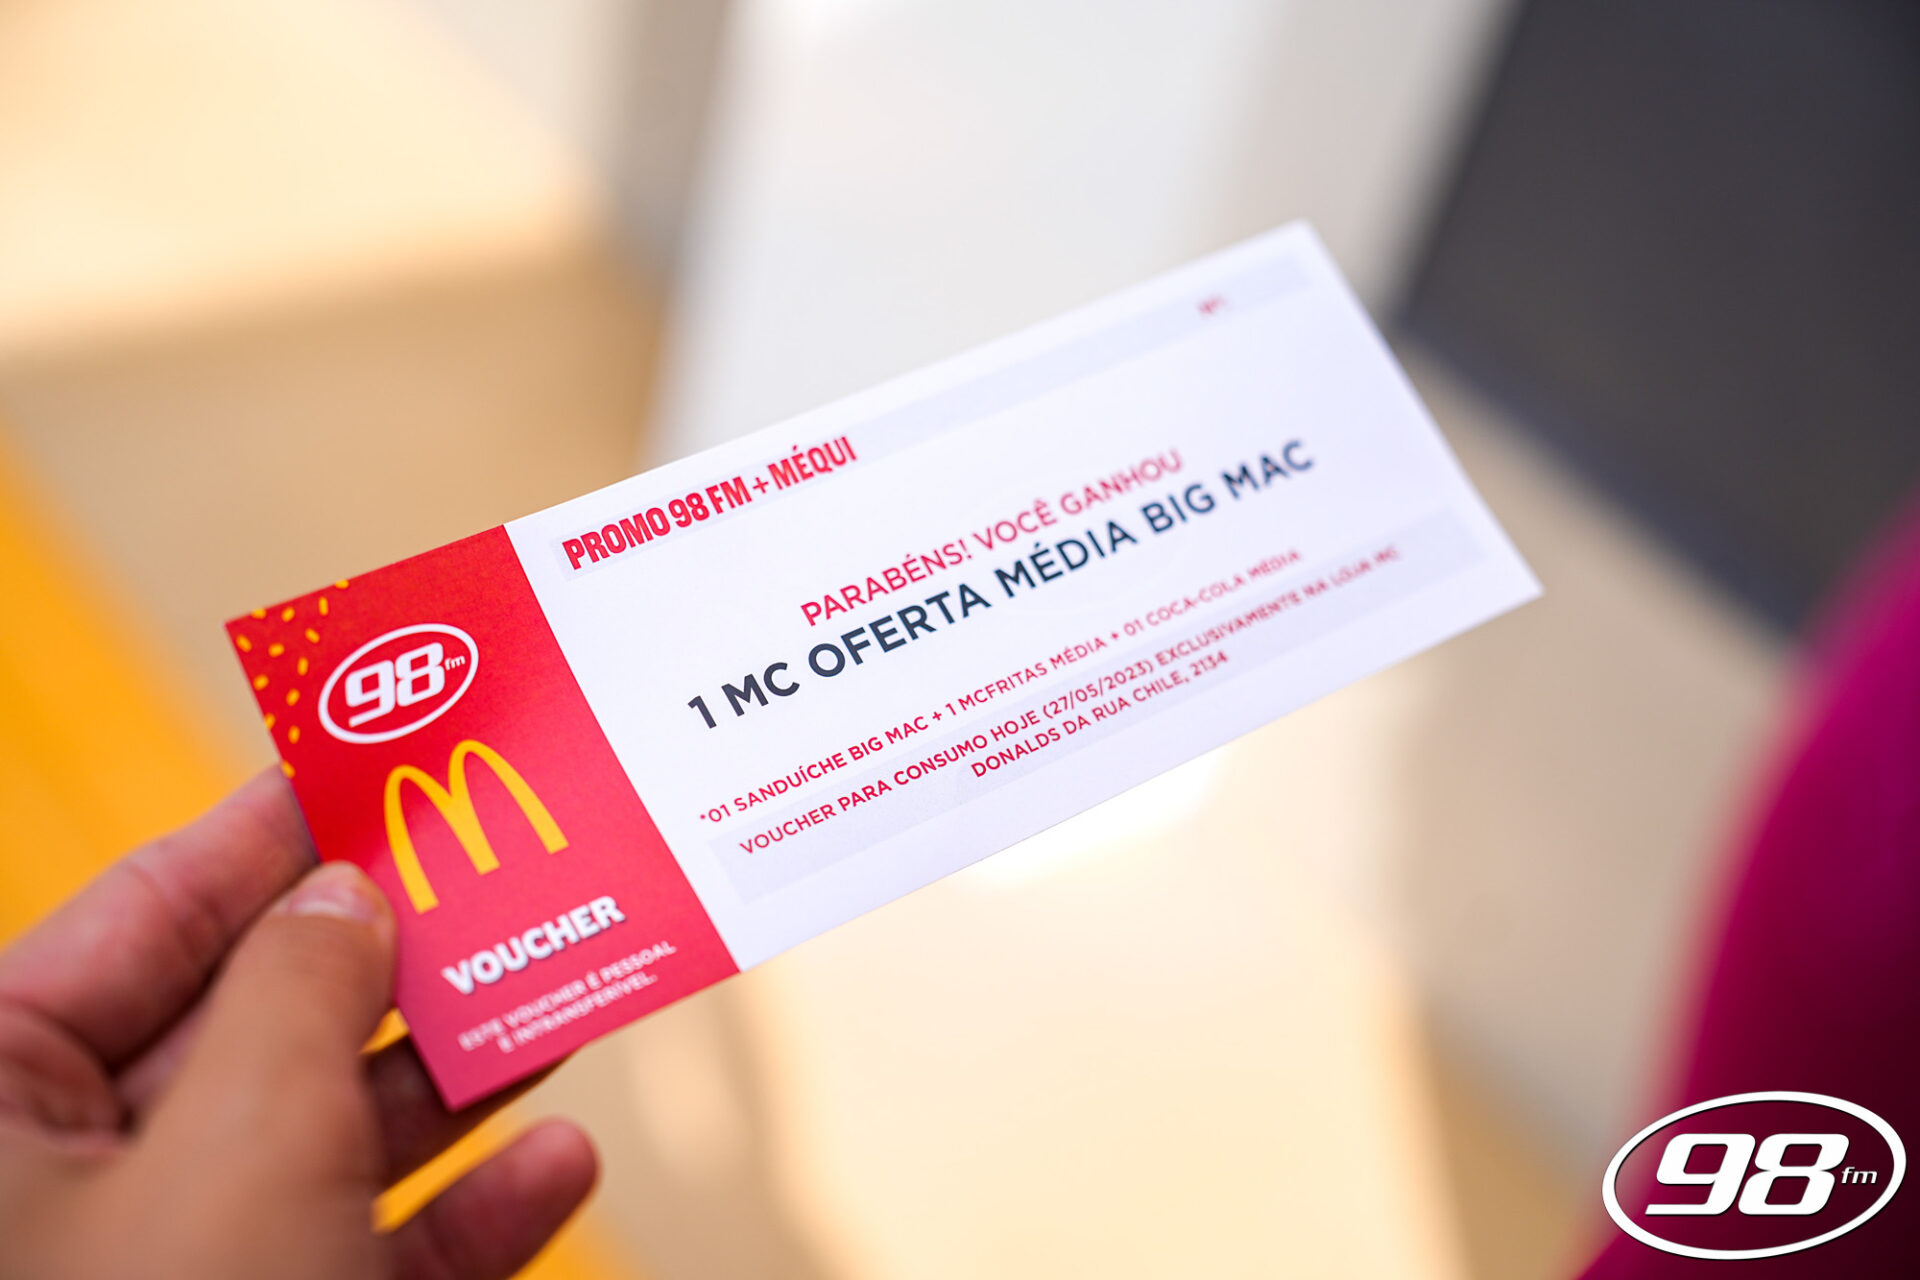 PROMO 98 FM + MÉQUI
PARABÉNS! VOCÊ GANHOU
1 MC OFERTA MÉDIA BIG MAC
*01 SANDUÍCHE BIG MAC + 1 MCFRITAS MÉDIA + 01 COCA-COLA MÉDIA
VOUCHER PARA CONSUMO HOJE (27/05/2023) EXCLUSIVAMENTE NA LOJA MC
DONALDS DA RUA CHILE, 2134
98 fm
VOUCHER
ESTE VOUCHER É PESSOAL
E INTRANSFERÍVEL.
98 fm